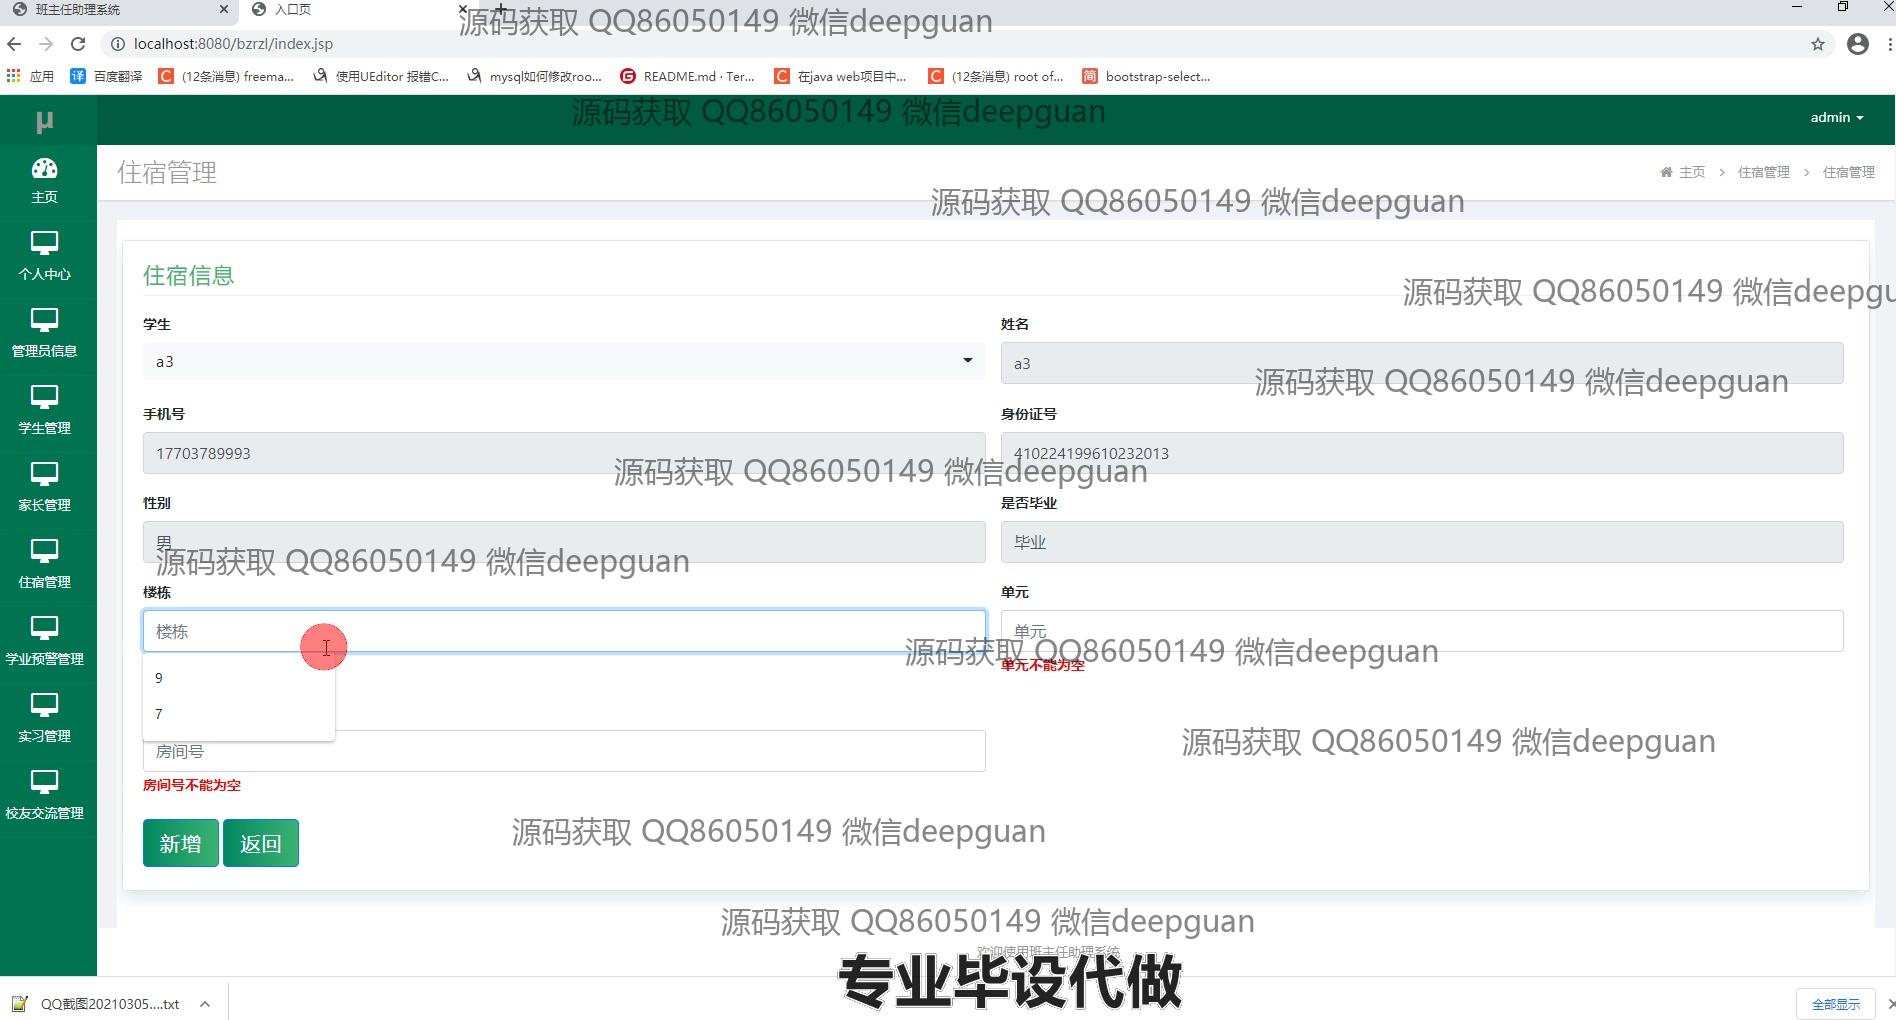 班主任助理系统
入口页
源码获取 QQ86050149 微信deepguan
localhost:8080/bzrzl/index.jsp
应用
百度翻译
(12条消息) freema...
使用UEditor 报错C...
mysql如何修改roo...
README.md · Ter...
在java web项目中...
(12条消息) root of...
bootstrap-select...
μ
源码获取 QQ86050149 微信deepguan
admin
主页
个人中心
管理员信息
学生管理
家长管理
住宿管理
学业预警管理
实习管理
校友交流管理
住宿管理
主页 > 住宿管理 > 住宿管理
源码获取 QQ86050149 微信deepguan
住宿信息
源码获取 QQ86050149 微信deepgu
学生
姓名
a3
a3
源码获取 QQ86050149 微信deepguan
手机号
身份证号
17703789993
410224199610232013
源码获取 QQ86050149 微信deepguan
性别
是否毕业
男
毕业
源码获取 QQ86050149 微信deepguan
楼栋
单元
楼栋
单元
源码获取 QQ86050149 微信deepguan
单元不能为空
9
7
源码获取 QQ86050149 微信deepguan
房间号
房间号不能为空
新增
返回
源码获取 QQ86050149 微信deepguan
源码获取 QQ86050149 微信deepguan
欢迎使用班主任助理系统
专业毕设代做
QQ截图20210305....txt
全部显示